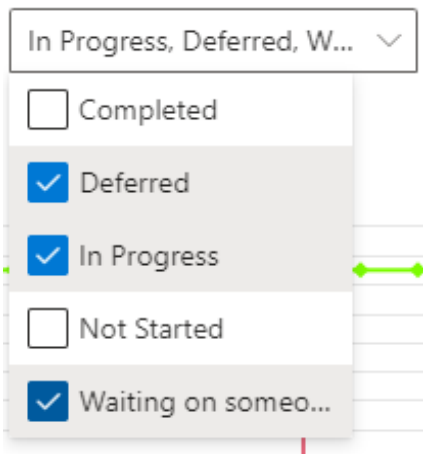 In Progress, Deferred, W...
Completed
Deferred
In Progress
Not Started
Waiting on someo...